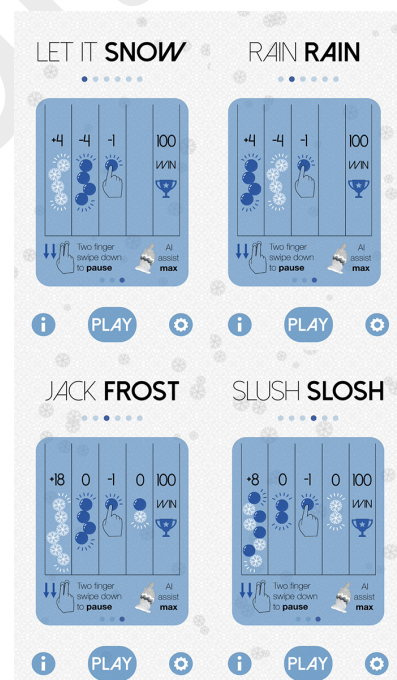 LET IT SNOW
+4 -4 -1 100
WIN
Two finger
swipe down
to pause
AI
assist
max
i PLAY
RAIN RAIN
+4 -4 -1 100
WIN
Two finger
swipe down
to pause
AI
assist
max
i PLAY
JACK FROST
+18 0 -1 0 100
WIN
Two finger
swipe down
to pause
AI
assist
max
i PLAY
SLUSH SLOSH
+8 0 -1 0 100
WIN
Two finger
swipe down
to pause
AI
assist
max
i PLAY